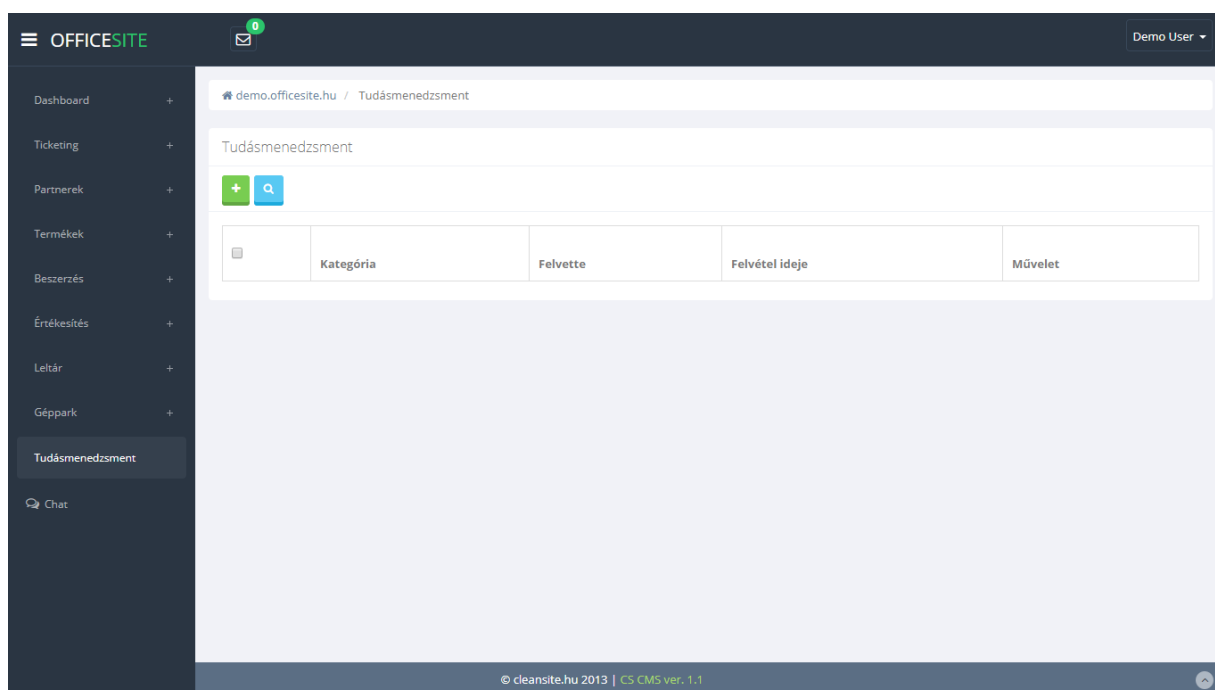 OFFICESITE
0
Demo User
Dashboard +
Ticketing +
Partnerek +
Termékek +
Beszerzés +
Értékesítés +
Leltár +
Géppark +
Tudásmenedzsment
Chat
demo.officesite.hu / Tudásmenedzsment
Tudásmenedzsment
+
Kategória Felvette Felvétel ideje Művelet
© cleansite.hu 2013 | CS CMS ver. 1.1